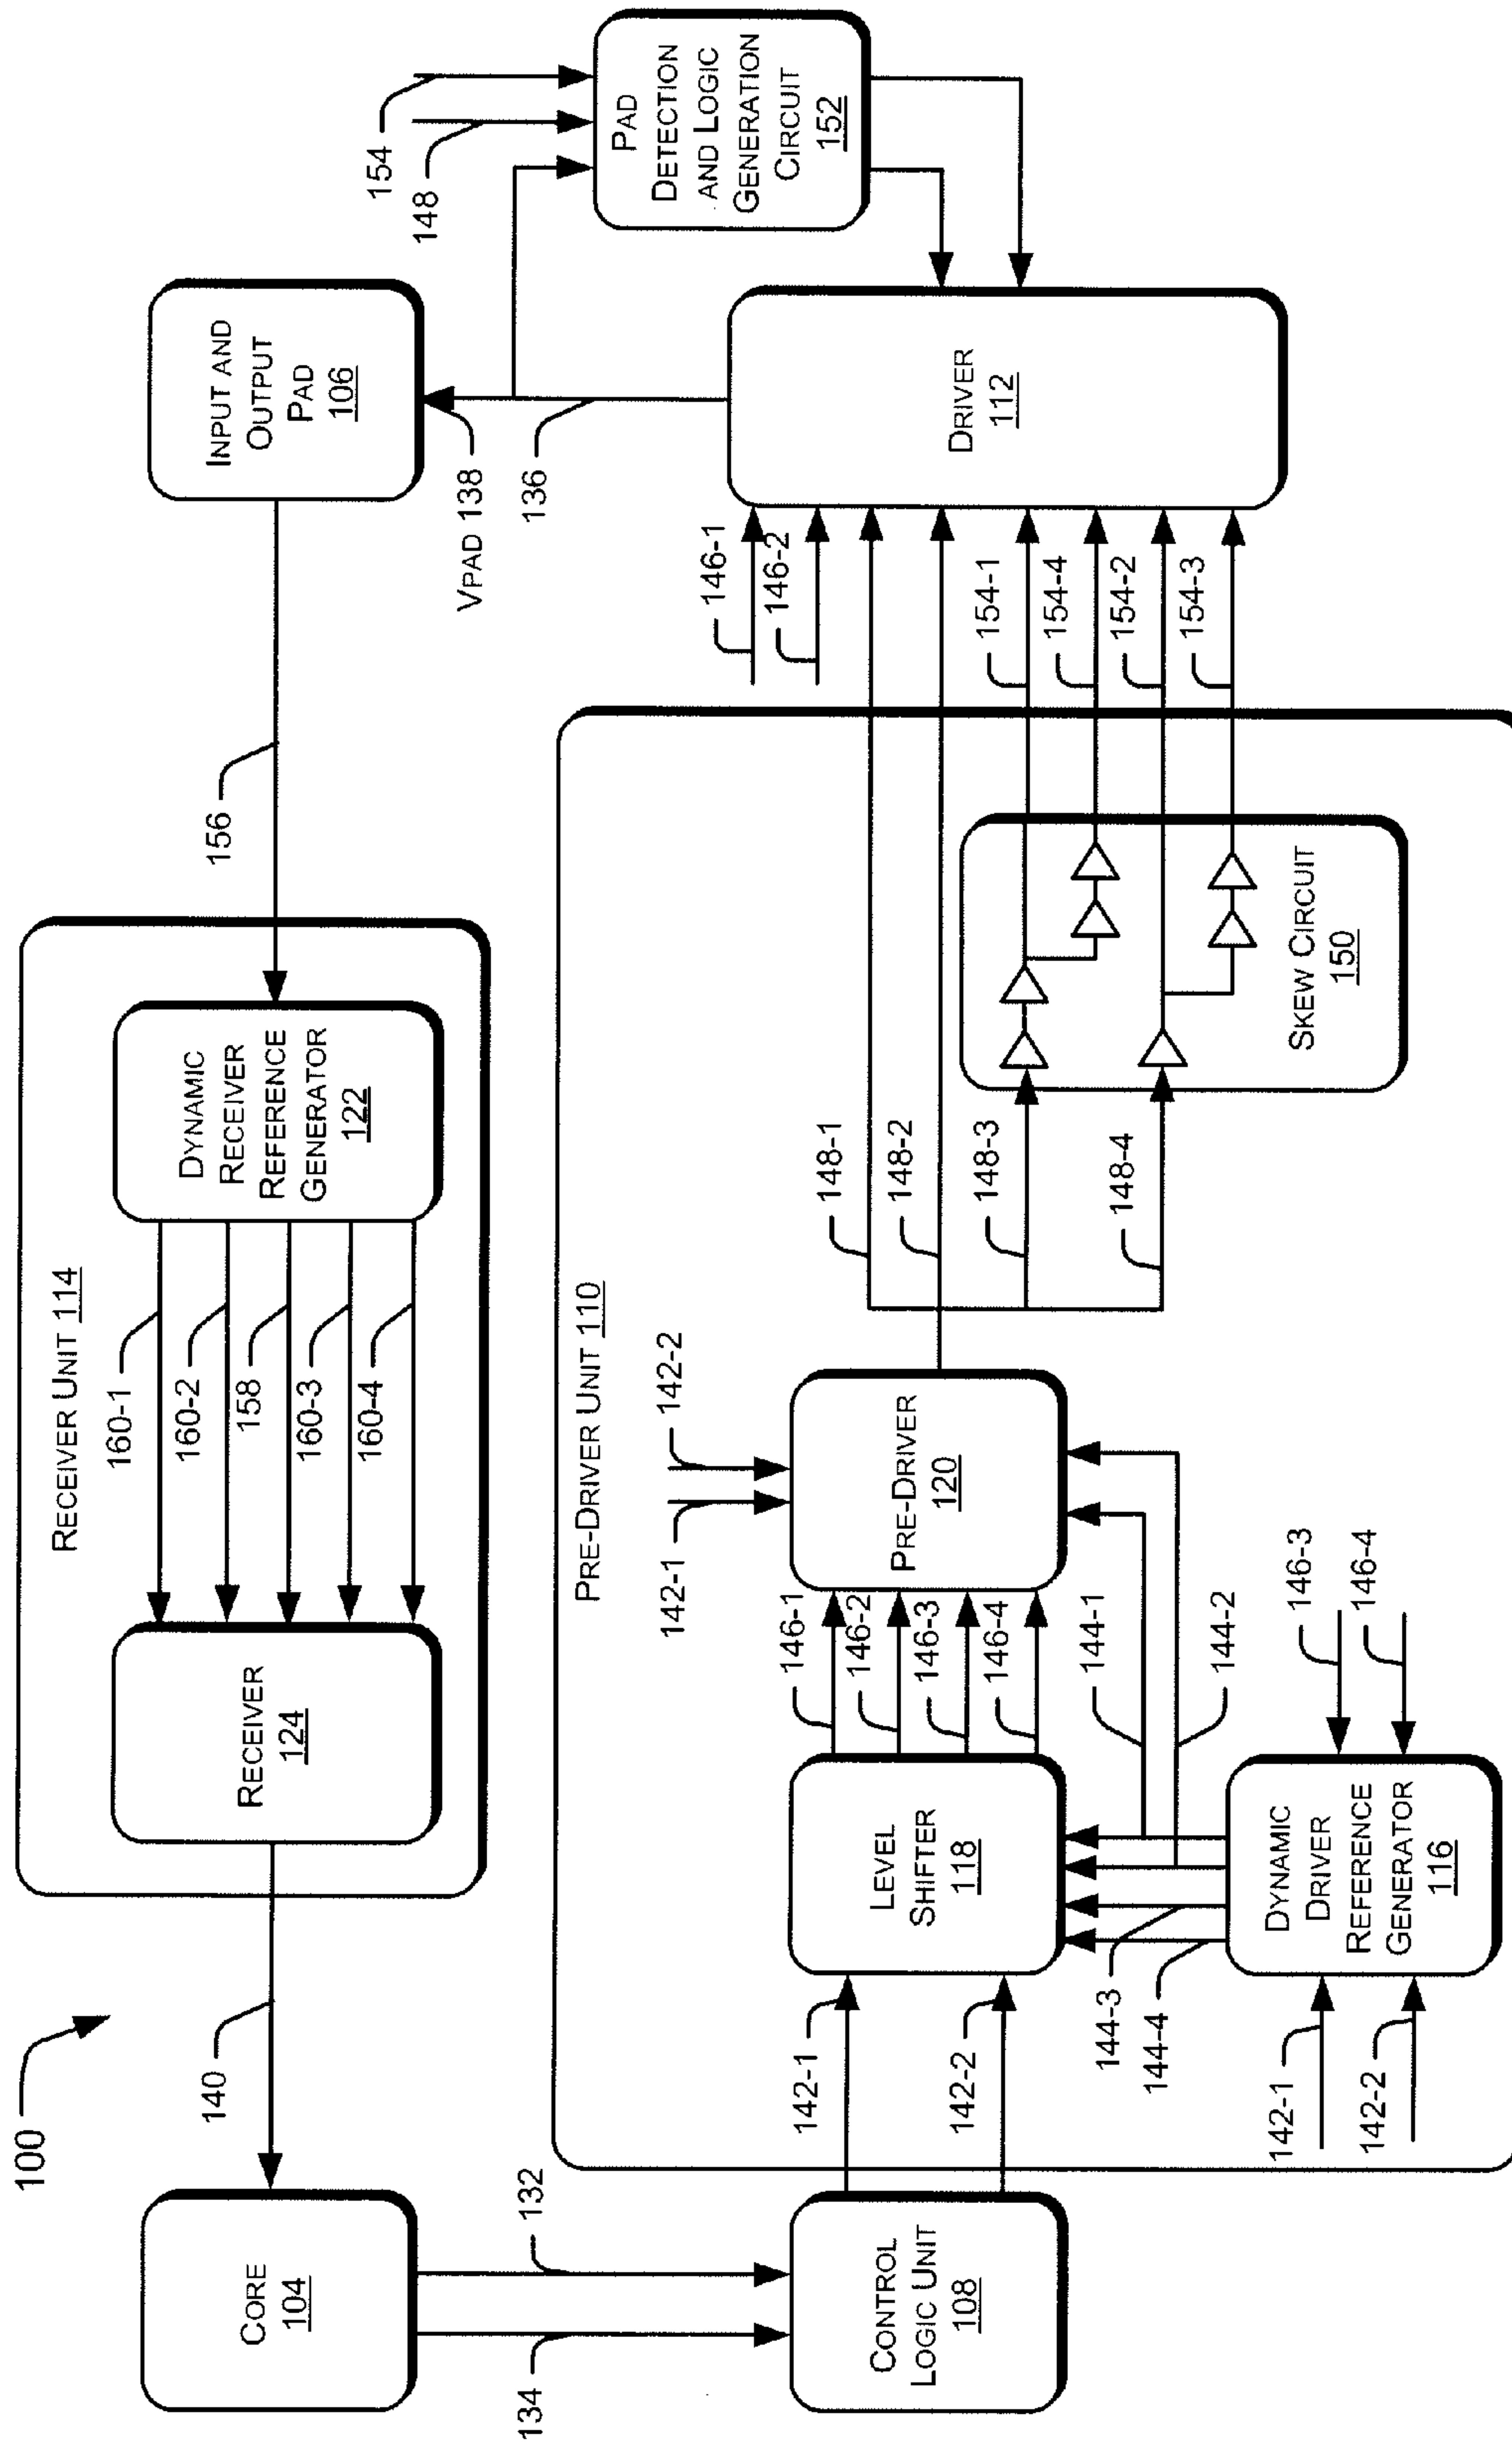 100
CORE
104
140
RECEIVER UNIT 114
RECEIVER
124
160-1
160-2
158
160-3
160-4
DYNAMIC
RECEIVER
REFERENCE
GENERATOR
122
156
INPUT AND
OUTPUT
PAD
106
VPAD 138
136
154
148
PAD
DETECTION
AND LOGIC
GENERATION
CIRCUIT
152
134
132
CONTROL
LOGIC UNIT
108
PRE-DRIVER UNIT 110
142-1
142-2
LEVEL
SHIFTER
118
146-1
146-2
146-3
146-4
142-1
142-2
PRE-DRIVER
120
144-1
144-2
144-3
144-4
142-1
142-2
DYNAMIC
DRIVER
REFERENCE
GENERATOR
116
146-3
146-4
148-1
148-2
148-3
148-4
SKEW CIRCUIT
150
146-1
146-2
154-1
154-4
154-2
154-3
DRIVER
112